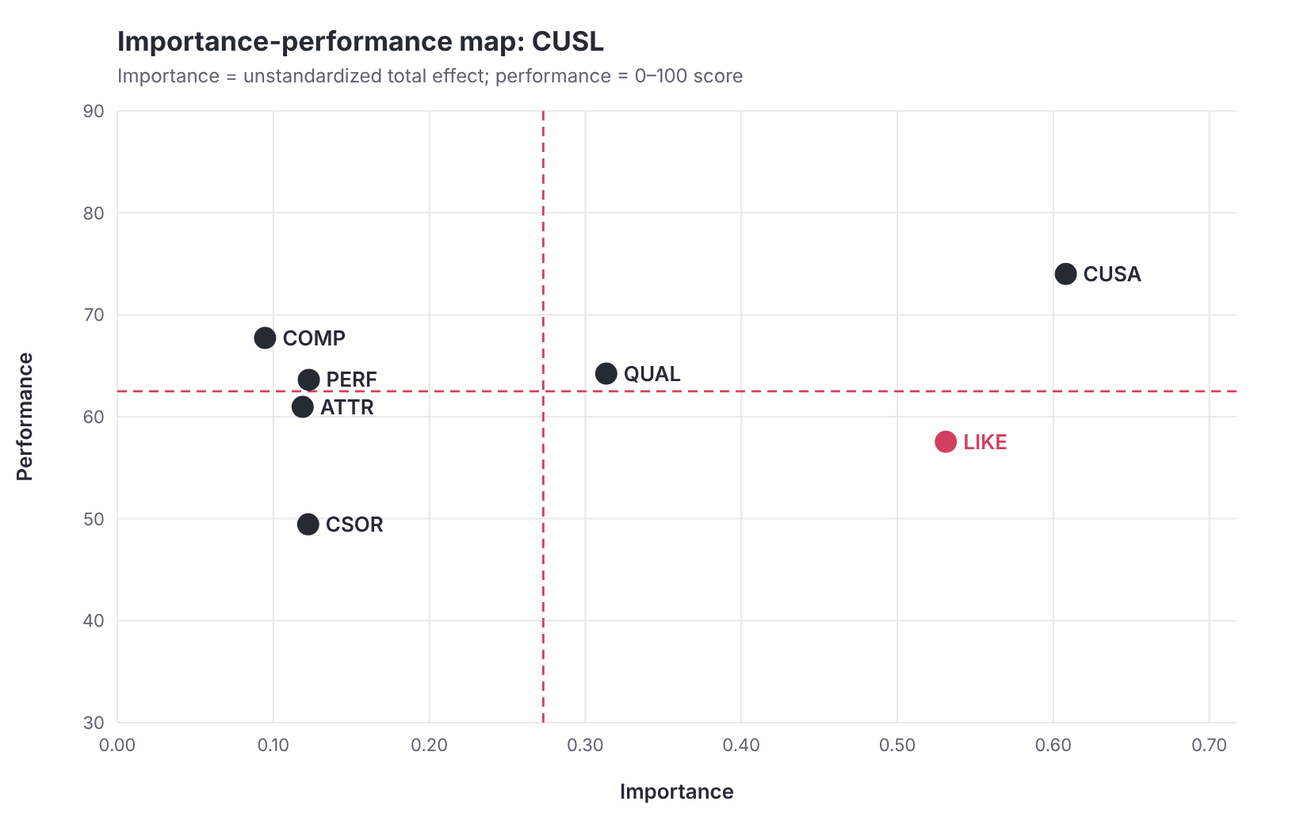 Importance-performance map: CUSL
Importance = unstandardized total effect; performance = 0–100 score
90
80
70
60
50
40
30
Performance
CUSA
COMP
QUAL
PERF
ATTR
LIKE
CSOR
0.00 0.10 0.20 0.30 0.40 0.50 0.60 0.70
Importance